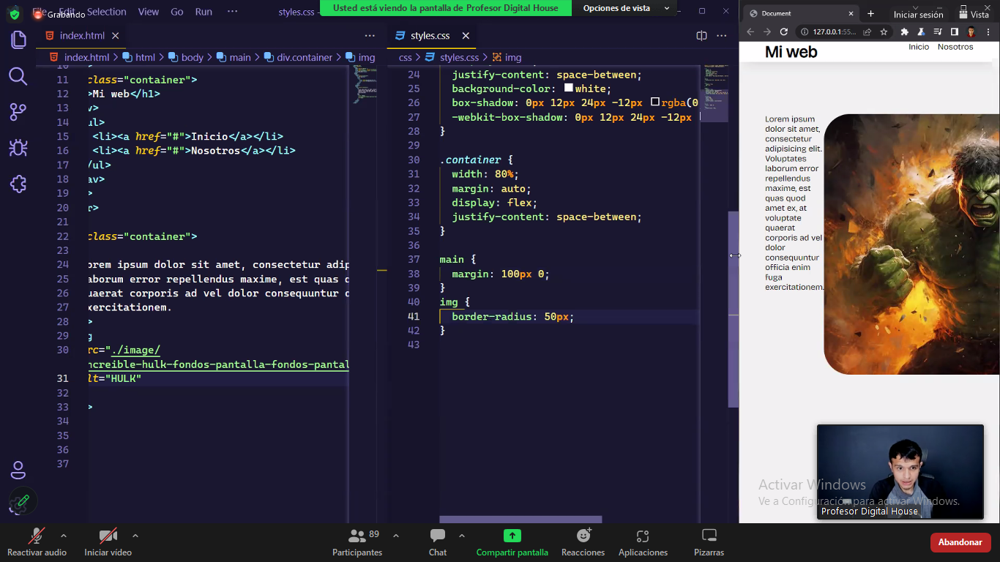 File Edit Selection View Go Run ···
Grabando
styles.css -
Usted está viendo la pantalla de Profesor Digital House
Opciones de vista
index.html
index.html > html > body > main > div.container > img
11 class="container">
12 >Mi web</h1>
13 v>
14 ul>
15 <li><a href="#">Inicio</a></li>
16 <li><a href="#">Nosotros</a></li>
17 /ul>
18 av>
19 >
20 r>
21
22 class="container">
23
24 orem ipsum dolor sit amet, consectetur adip
25 aborum error repellendus maxime, est quas q
26 uaerat corporis ad vel dolor consequuntur o
27 xercitationem.
28 >
29 g
30 rc="./image/
ncreible-hulk-fondos-pantalla-fondos-pantal
31 lt="HULK"
32
33 >
34
35
36
37
styles.css
css > styles.css > img
24 justify-content: space-between;
25 background-color: white;
26 box-shadow: 0px 12px 24px -12px rgba(0
27 -webkit-box-shadow: 0px 12px 24px -12px
28 }
29
30 .container {
31 width: 80%;
32 margin: auto;
33 display: flex;
34 justify-content: space-between;
35 }
36
37 main {
38 margin: 100px 0;
39 }
40 img {
41 border-radius: 50px;
42 }
43
Document
Iniciar sesión
Vista
127.0.0.1:55...
Mi web
Inicio Nosotros
Lorem ipsum
dolor sit amet,
consectetur
adipisicing elit.
Voluptates
laborum error
repellendus
maxime, est
quas quod
amet ex, at
voluptate
quaerat
corporis ad vel
dolor
consequuntur
officia enim
fuga
exercitationem.
Activar Windows
Ve a Configuración para activar Windows.
Profesor Digital House
Reactivar audio
Iniciar vídeo
Participantes
89
Chat
Compartir pantalla
Reacciones
Aplicaciones
Pizarras
Abandonar